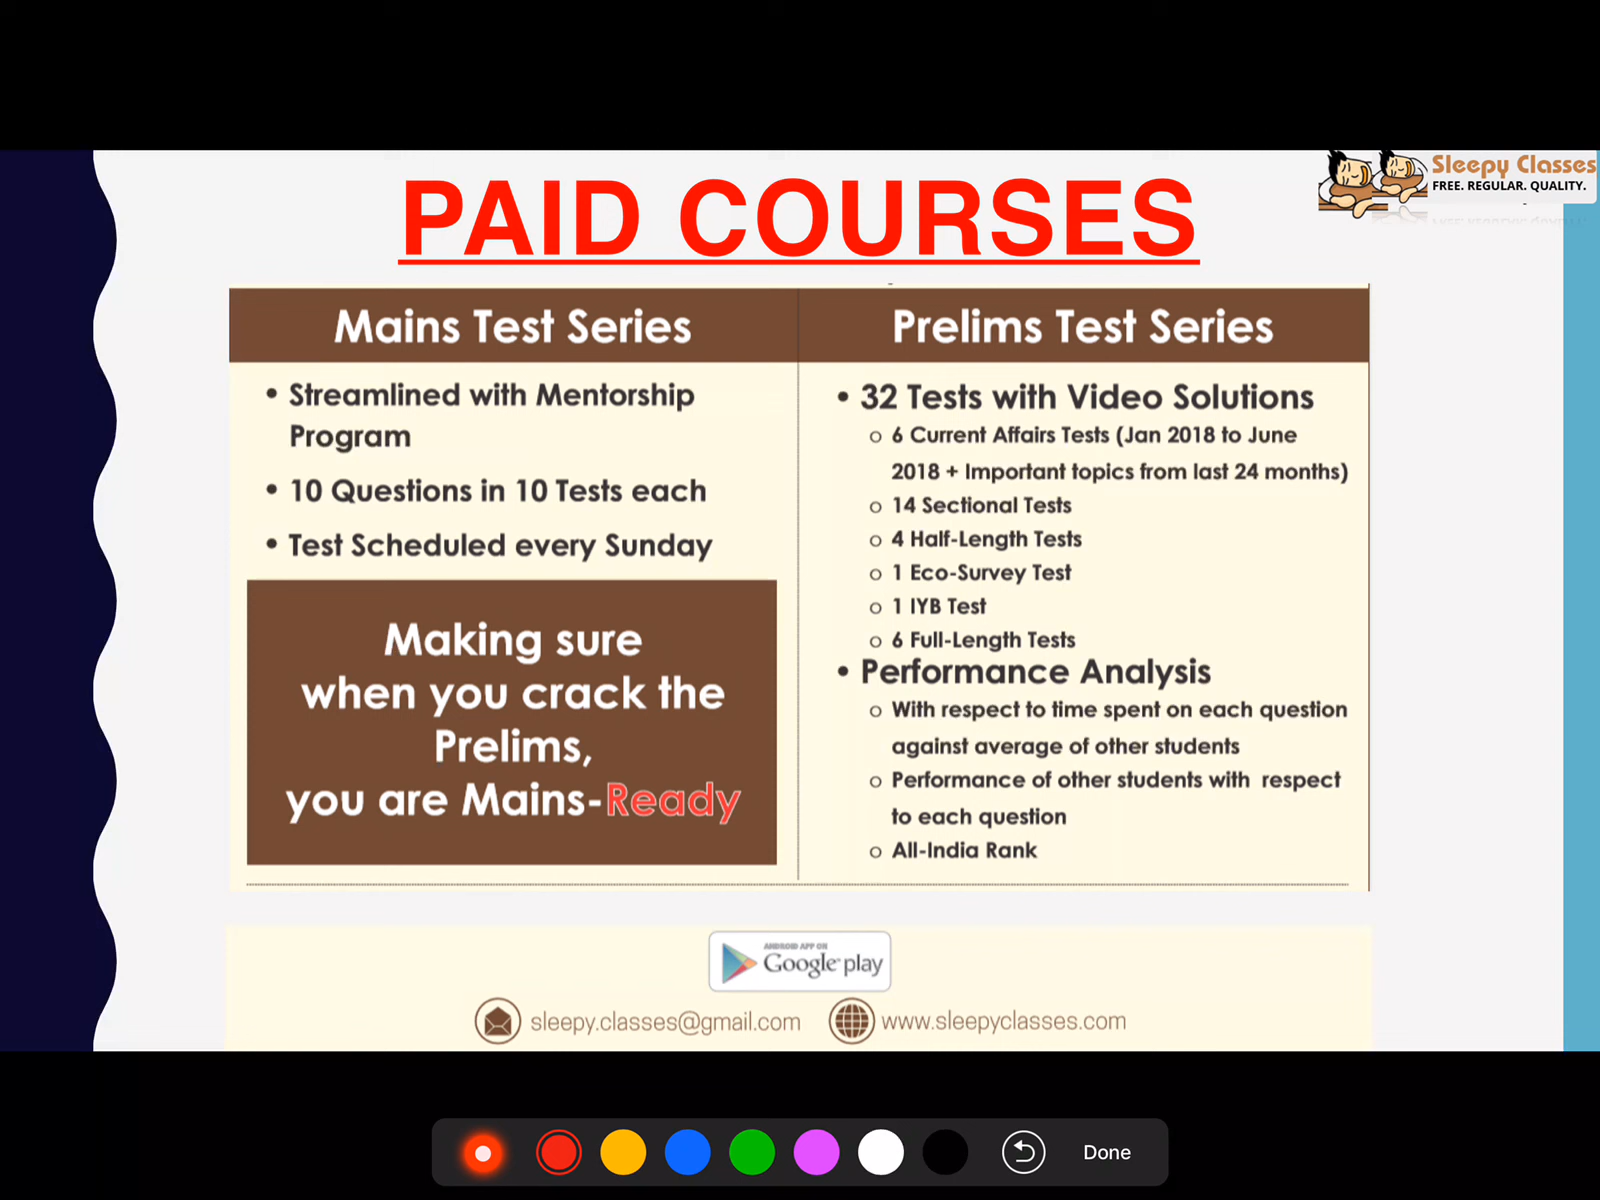 PAID COURSES
Sleepy Classes
FREE. REGULAR. QUALITY.
Mains Test Series
• Streamlined with Mentorship
Program
• 10 Questions in 10 Tests each
• Test Scheduled every Sunday
Making sure
when you crack the
Prelims,
you are Mains-Ready
Prelims Test Series
• 32 Tests with Video Solutions
o 6 Current Affairs Tests (Jan 2018 to June
2018 + Important topics from last 24 months)
o 14 Sectional Tests
o 4 Half-Length Tests
o 1 Eco-Survey Test
o 1 IYB Test
o 6 Full-Length Tests
• Performance Analysis
o With respect to time spent on each question
against average of other students
o Performance of other students with respect
to each question
o All-India Rank
ANDROID APP ON
Google play
sleepy.classes@gmail.com
www.sleepyclasses.com
Done